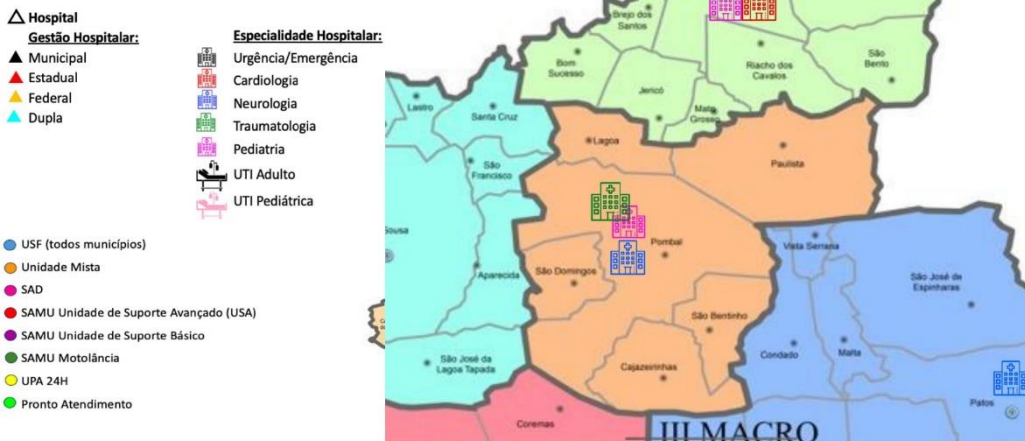 Hospital
Gestão Hospitalar:
Municipal
Estadual
Federal
Dupla
Especialidade Hospitalar:
Urgência/Emergência
Cardiologia
Neurologia
Traumatologia
Pediatria
UTI Adulto
UTI Pediátrica
USF (todos municípios)
Unidade Mista
SAD
SAMU Unidade de Suporte Avançado (USA)
SAMU Unidade de Suporte Básico
SAMU Motolância
UPA 24H
Pronto Atendimento
Brejo dos
Santos
Bom
Sucesso
Riacho dos
Cavalos
São
Bento
Jericó
Mato
Grosso
Lastro
Santa Cruz
Lagoa
Paulista
São
Francisco
Sousa
Pombal
Vista Serrana
Aparecida
São Domingos
São José de
Espinharas
São Bentinho
São José da
Lagoa Tapada
Cajazeirinhas
Condado
Malta
Patos
Coremas
III MACRO